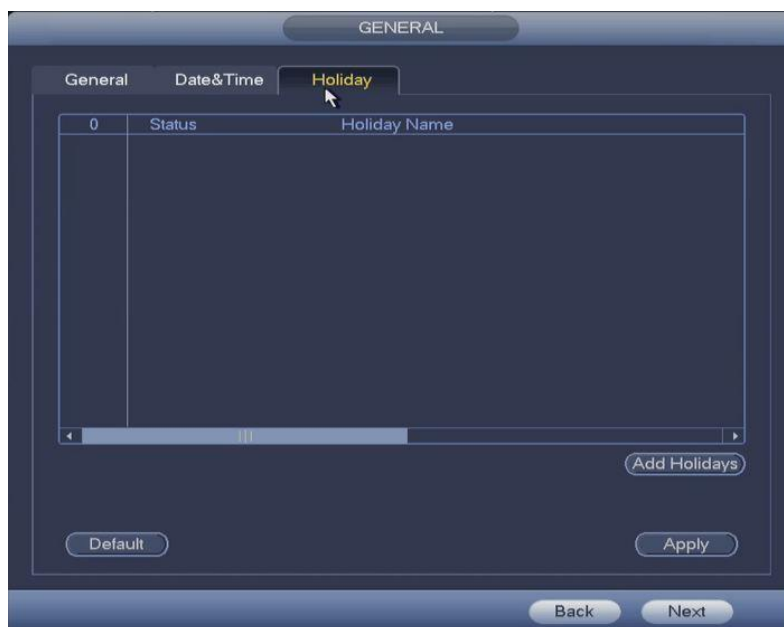 GENERAL
General Date&Time Holiday
0 Status Holiday Name
Add Holidays
Default Apply
Back Next